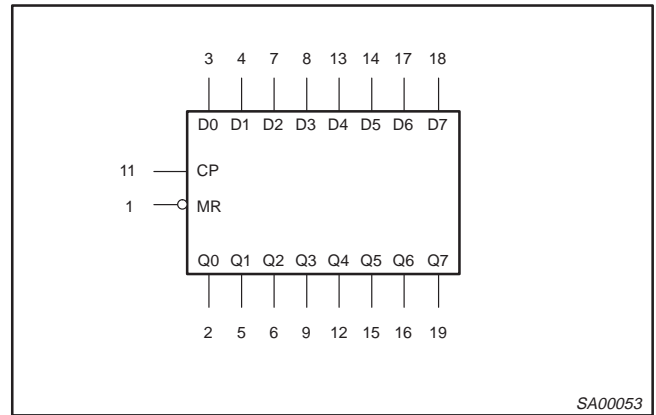 3 4 7 8 13 14 17 18
D0 D1 D2 D3 D4 D5 D6 D7
11 CP
1 MR
Q0 Q1 Q2 Q3 Q4 Q5 Q6 Q7
2 5 6 9 12 15 16 19
SA00053